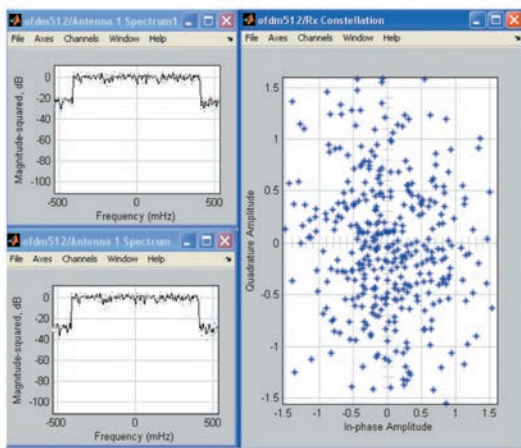 ofdm512/Antenna 1 Spectrum1
File Axes Channels Window Help
Magnitude-squared, dB
0
-20
-40
-60
-80
-100
-500 0 500
Frequency (mHz)
ofdm512/Antenna 1 Spectrum
File Axes Channels Window Help
Magnitude-squared, dB
0
-20
-40
-60
-80
-100
-500 0 500
Frequency (mHz)
ofdm512/Rx Constellation
File Axes Channels Window Help
Quadrature Amplitude
1.5
1
0.5
0
-0.5
-1
-1.5
-1.5 -1 -0.5 0 0.5 1 1.5
In-phase Amplitude